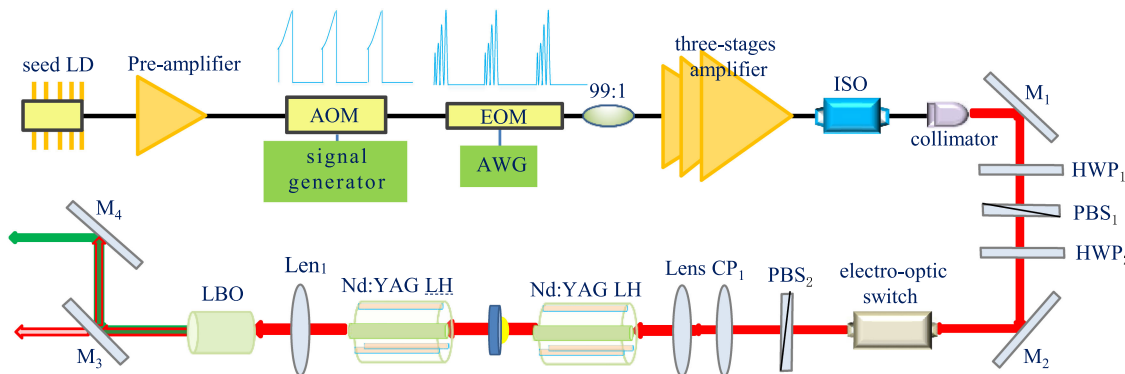 seed LD
Pre-amplifier
AOM
signal
generator
EOM
AWG
99:1
three-stages
amplifier
ISO
collimator
M1
HWP1
PBS1
HWP2
M2
electro-optic
switch
PBS2
Lens CP1
Nd:YAG LH
Nd:YAG LH
Len1
LBO
M4
M3